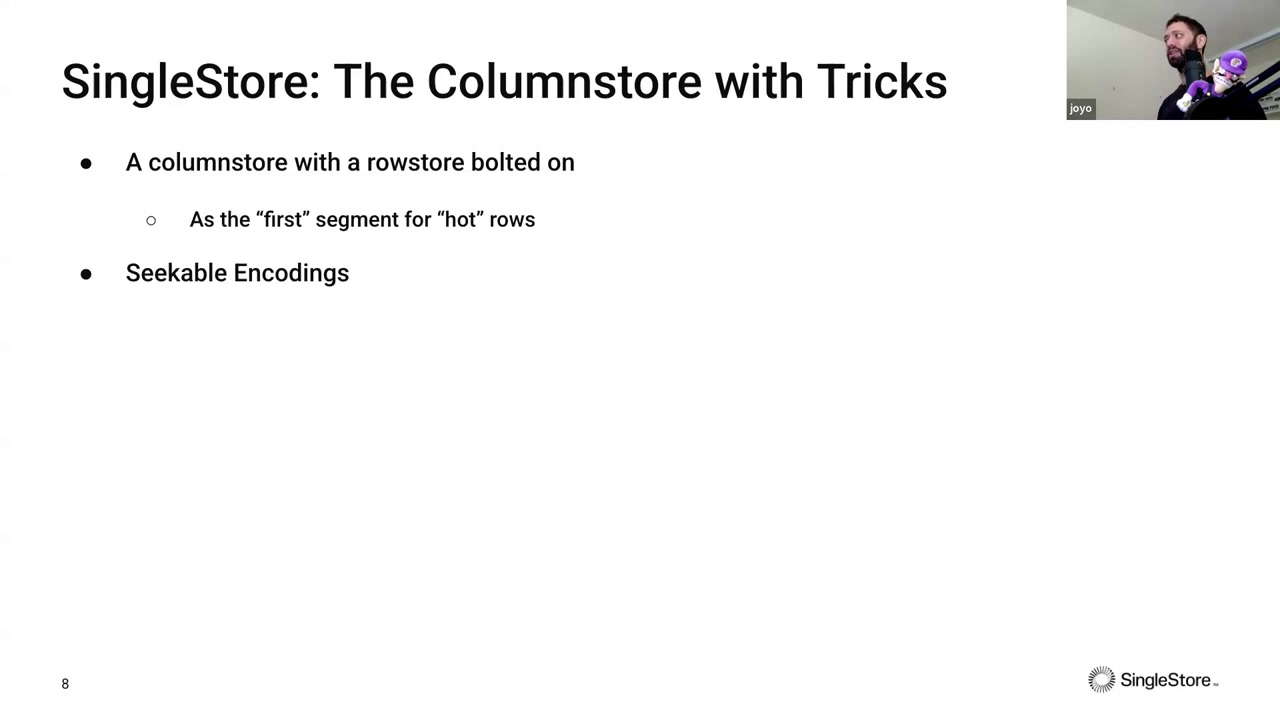 SingleStore: The Columnstore with Tricks
joyo
● A columnstore with a rowstore bolted on
○ As the “first” segment for “hot” rows
● Seekable Encodings
8
SingleStore™